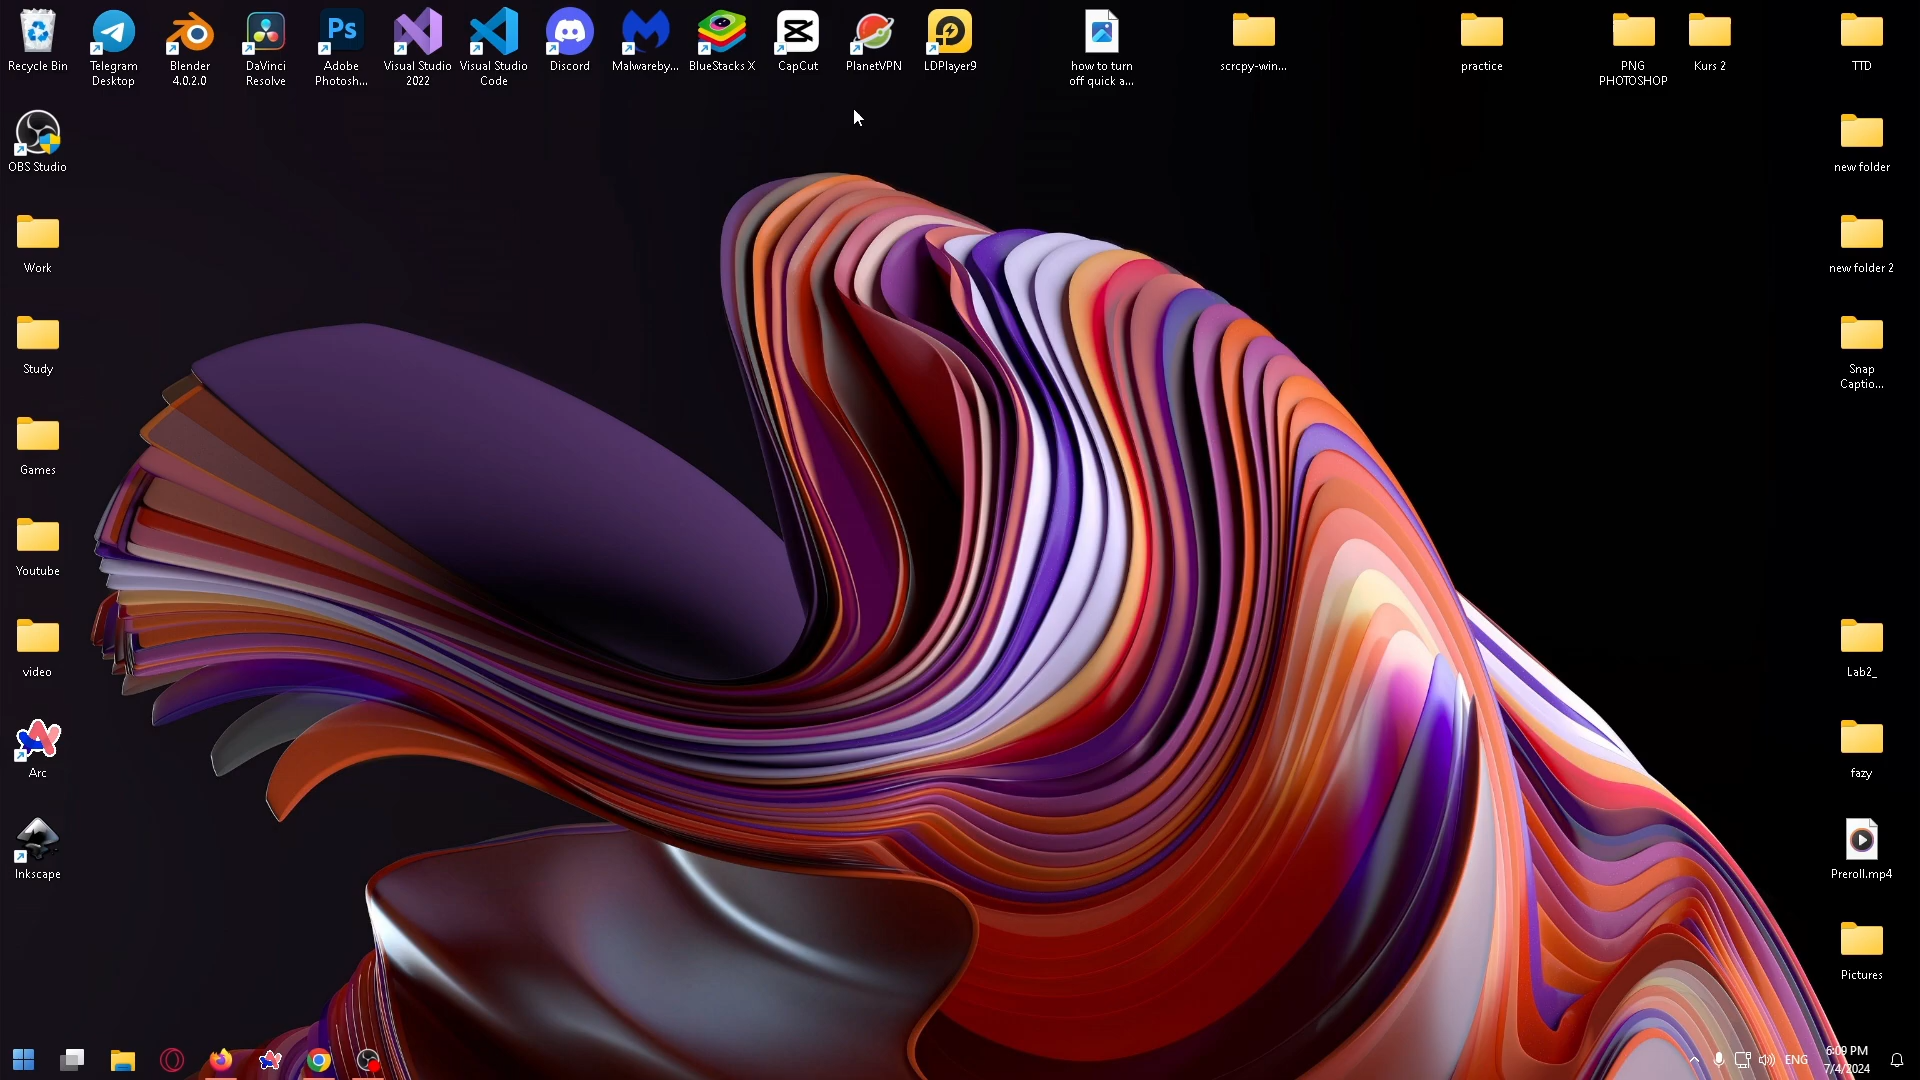 Recycle Bin
Telegram
Desktop
Blender
4.0.2.0
DaVinci
Resolve
Adobe
Photosh...
Visual Studio
2022
Visual Studio
Code
Discord
Malwareby...
BlueStacks X
CapCut
PlanetVPN
LDPlayer9
how to turn
off quick a...
scrcpy-win...
practice
PNG
PHOTOSHOP
Kurs 2
TTD
OBS Studio
new folder
Work
new folder 2
Study
Snap
Captio...
Games
Youtube
video
Lab2_
Arc
fazy
Inkscape
Preroll.mp4
Pictures
Ps
ENG
6:09 PM
7/4/2024